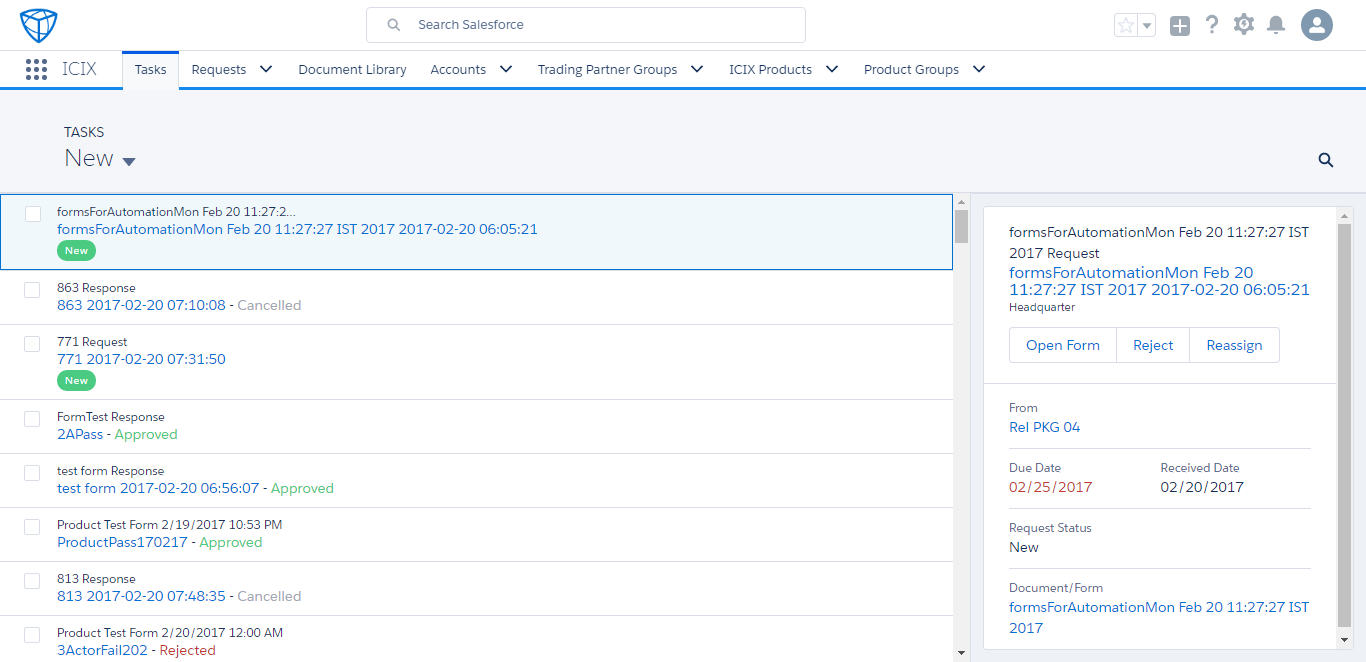 Search Salesforce
ICIX
Tasks
Requests
Document Library
Accounts
Trading Partner Groups
ICIX Products
Product Groups
TASKS
New
formsForAutomationMon Feb 20 11:27:2...
formsForAutomationMon Feb 20 11:27:27 IST 2017 2017-02-20 06:05:21
New
863 Response
863 2017-02-20 07:10:08 - Cancelled
771 Request
771 2017-02-20 07:31:50
New
FormTest Response
2APass - Approved
test form Response
test form 2017-02-20 06:56:07 - Approved
Product Test Form 2/19/2017 10:53 PM
ProductPass170217 - Approved
813 Response
813 2017-02-20 07:48:35 - Cancelled
Product Test Form 2/20/2017 12:00 AM
3ActorFail202 - Rejected
formsForAutomationMon Feb 20 11:27:27 IST
2017 Request
formsForAutomationMon Feb 20
11:27:27 IST 2017 2017-02-20 06:05:21
Headquarter
Open Form
Reject
Reassign
From
Rel PKG 04
Due Date
02/25/2017
Received Date
02/20/2017
Request Status
New
Document/Form
formsForAutomationMon Feb 20 11:27:27 IST
2017